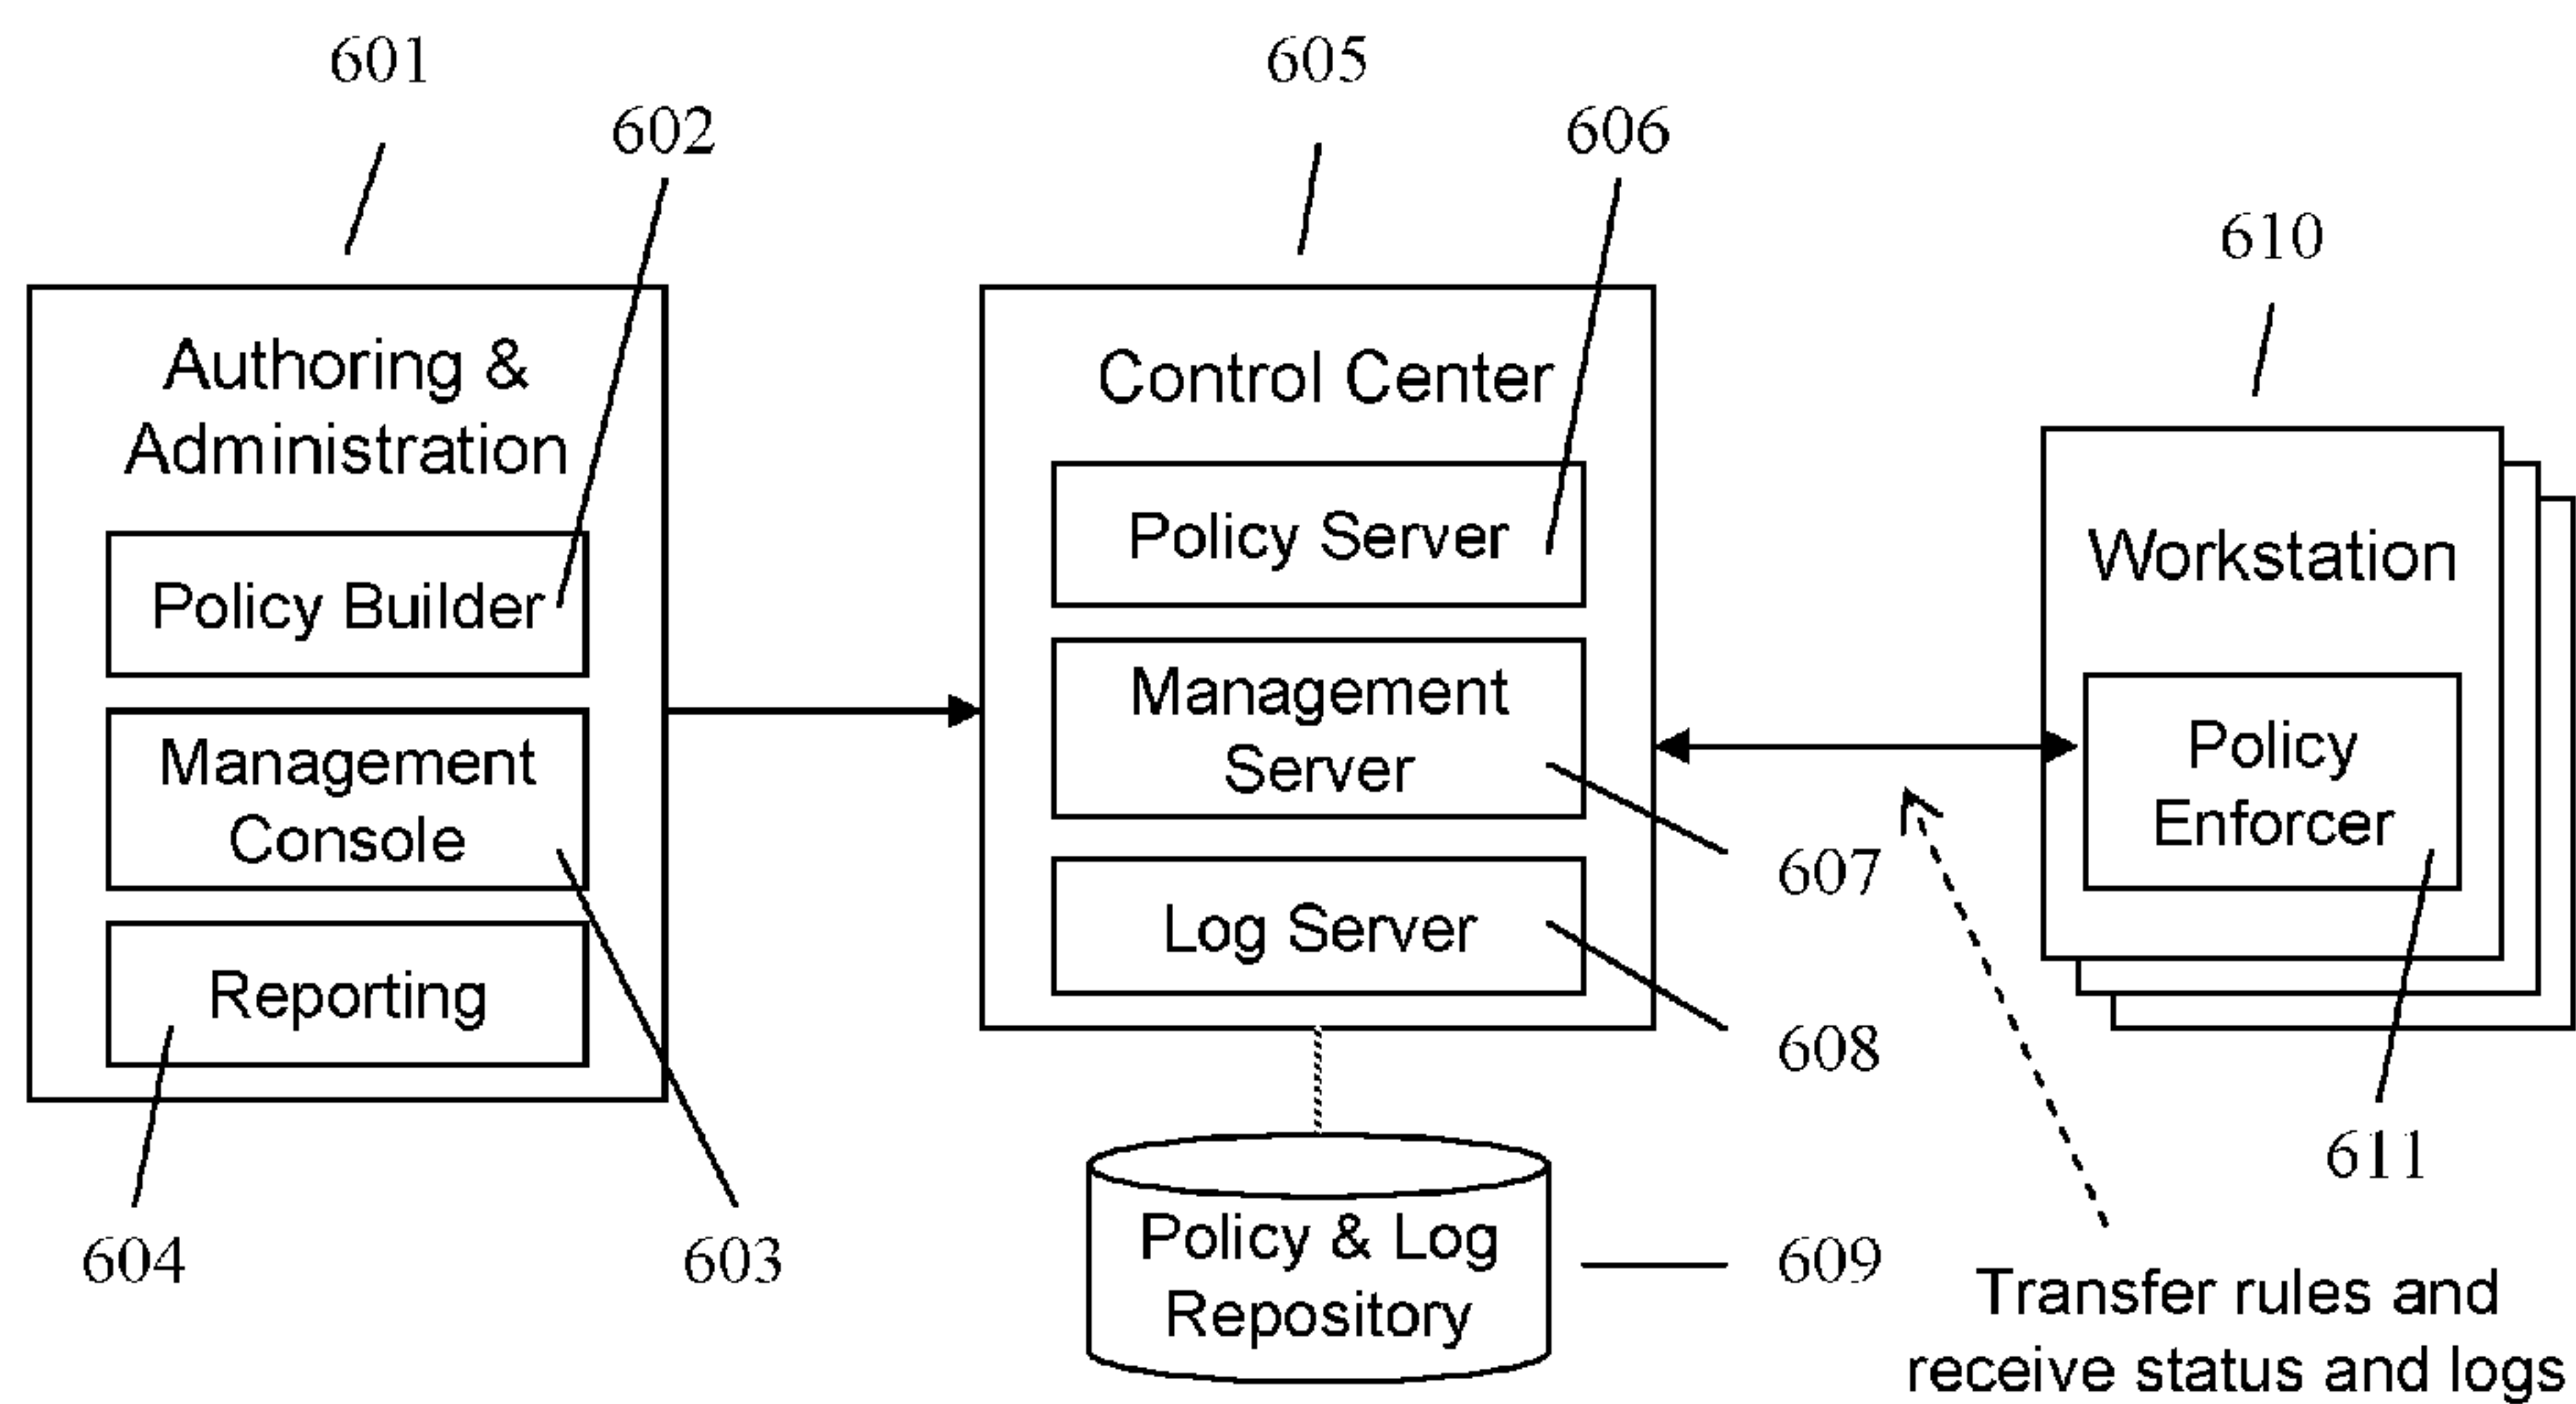 601
602
605
606
610
Authoring &
Administration
Policy Builder
Management
Console
Reporting
604
603
Control Center
Policy Server
Management
Server
Log Server
607
608
Policy & Log
Repository
609
Workstation
Policy
Enforcer
611
Transfer rules and
receive status and logs